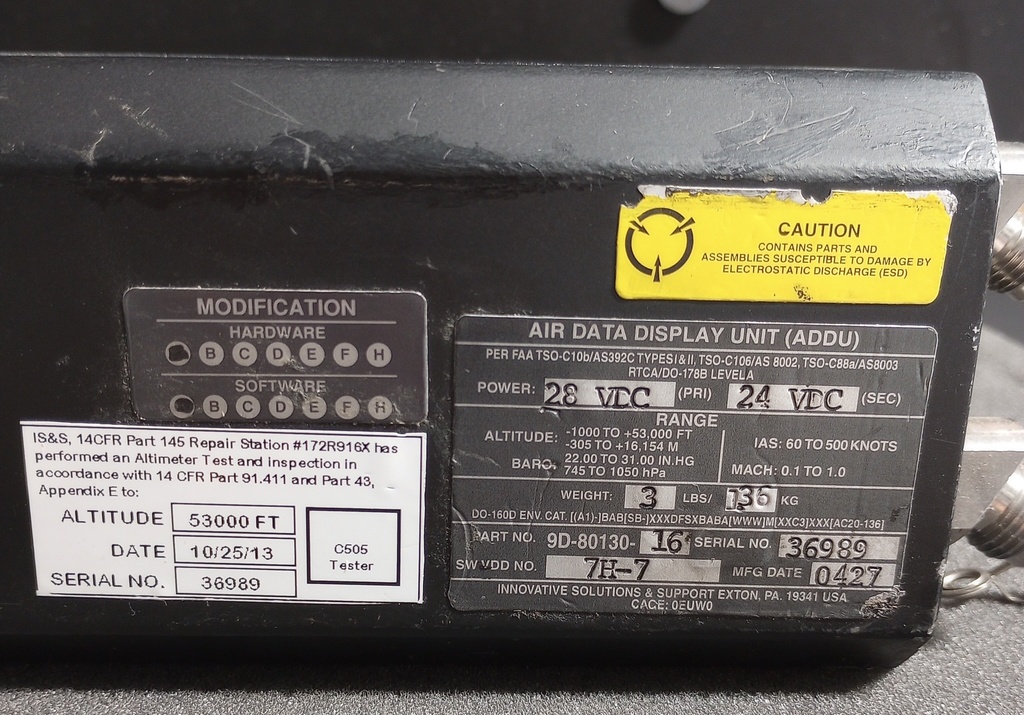 CAUTION
CONTAINS PARTS AND
ASSEMBLIES SUSCEPTIBLE TO DAMAGE BY
ELECTROSTATIC DISCHARGE (ESD)
MODIFICATION
HARDWARE
B C D E F H
SOFTWARE
B C D E F H
IS&S, 14CFR Part 145 Repair Station #172R916X has
performed an Altimeter Test and inspection in
accordance with 14 CFR Part 91.411 and Part 43,
Appendix E to:
ALTITUDE 53000 FT
DATE 10/25/13
SERIAL NO. 36989
C505
Tester
AIR DATA DISPLAY UNIT (ADDU)
PER FAA TSO-C10b/AS392C TYPES I & II, TSO-C106/AS 8002, TSO-C88a/AS8003
RTCA/DO-178B LEVEL A
POWER: 28 VDC (PRI) 24 VDC (SEC)
RANGE
ALTITUDE: -1000 TO +53,000 FT
-305 TO +16,154 M
BARO: 22.00 TO 31.00 IN.HG
745 TO 1050 hPa
IAS: 60 TO 500 KNOTS
MACH: 0.1 TO 1.0
WEIGHT: 3 LBS/ 136 KG
DO-160D ENV. CAT. [(A1)-]BAB[SB-]XXXDFSXBABA[WWW]M[XXC3]XXX[AC20-136]
PART NO. 9D-80130- 16 SERIAL NO. 36989
SW VDD NO. 7H-7 MFG DATE 0427
INNOVATIVE SOLUTIONS & SUPPORT EXTON, PA. 19341 USA
CAGE: 0EUW0